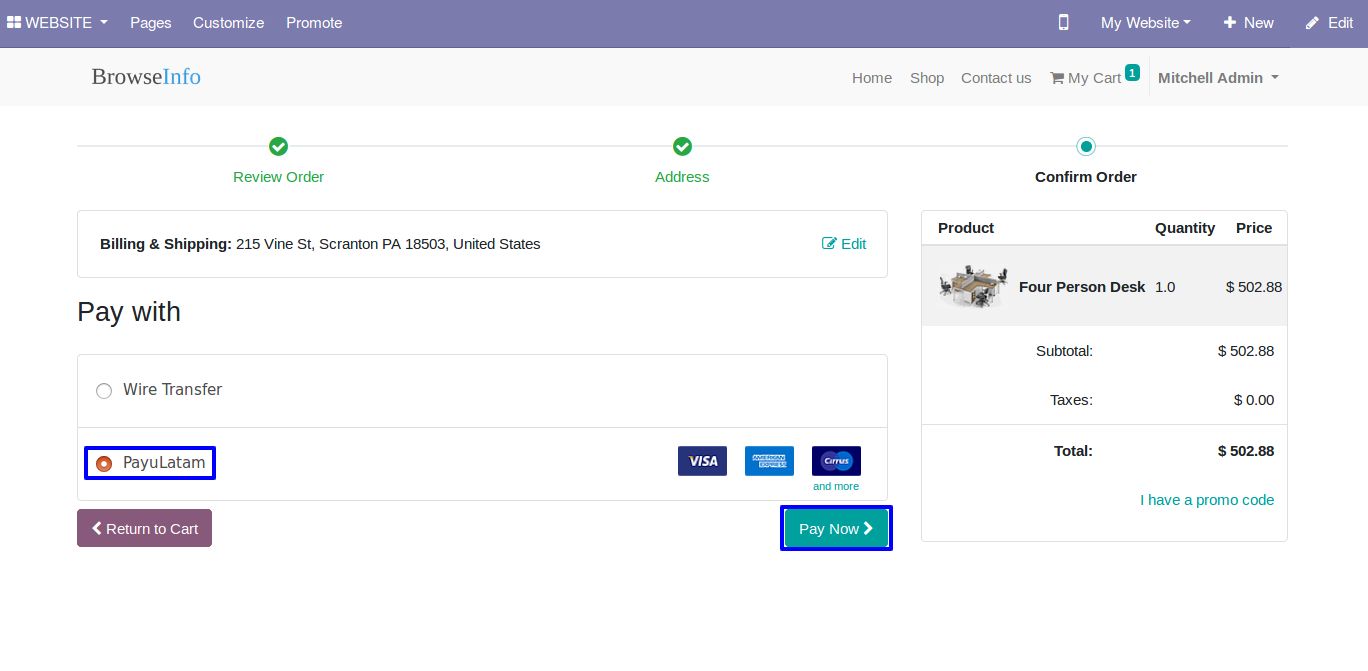 WEBSITE Pages Customize Promote My Website New Edit
BrowseInfo Home Shop Contact us My Cart 1 Mitchell Admin
Review Order Address Confirm Order
Billing & Shipping: 215 Vine St, Scranton PA 18503, United States Edit
Pay with
Wire Transfer
PayuLatam VISA AMERICAN EXPRESS Cirrus
and more
Return to Cart Pay Now
Product Quantity Price
Four Person Desk 1.0 $ 502.88
Subtotal: $ 502.88
Taxes: $ 0.00
Total: $ 502.88
I have a promo code